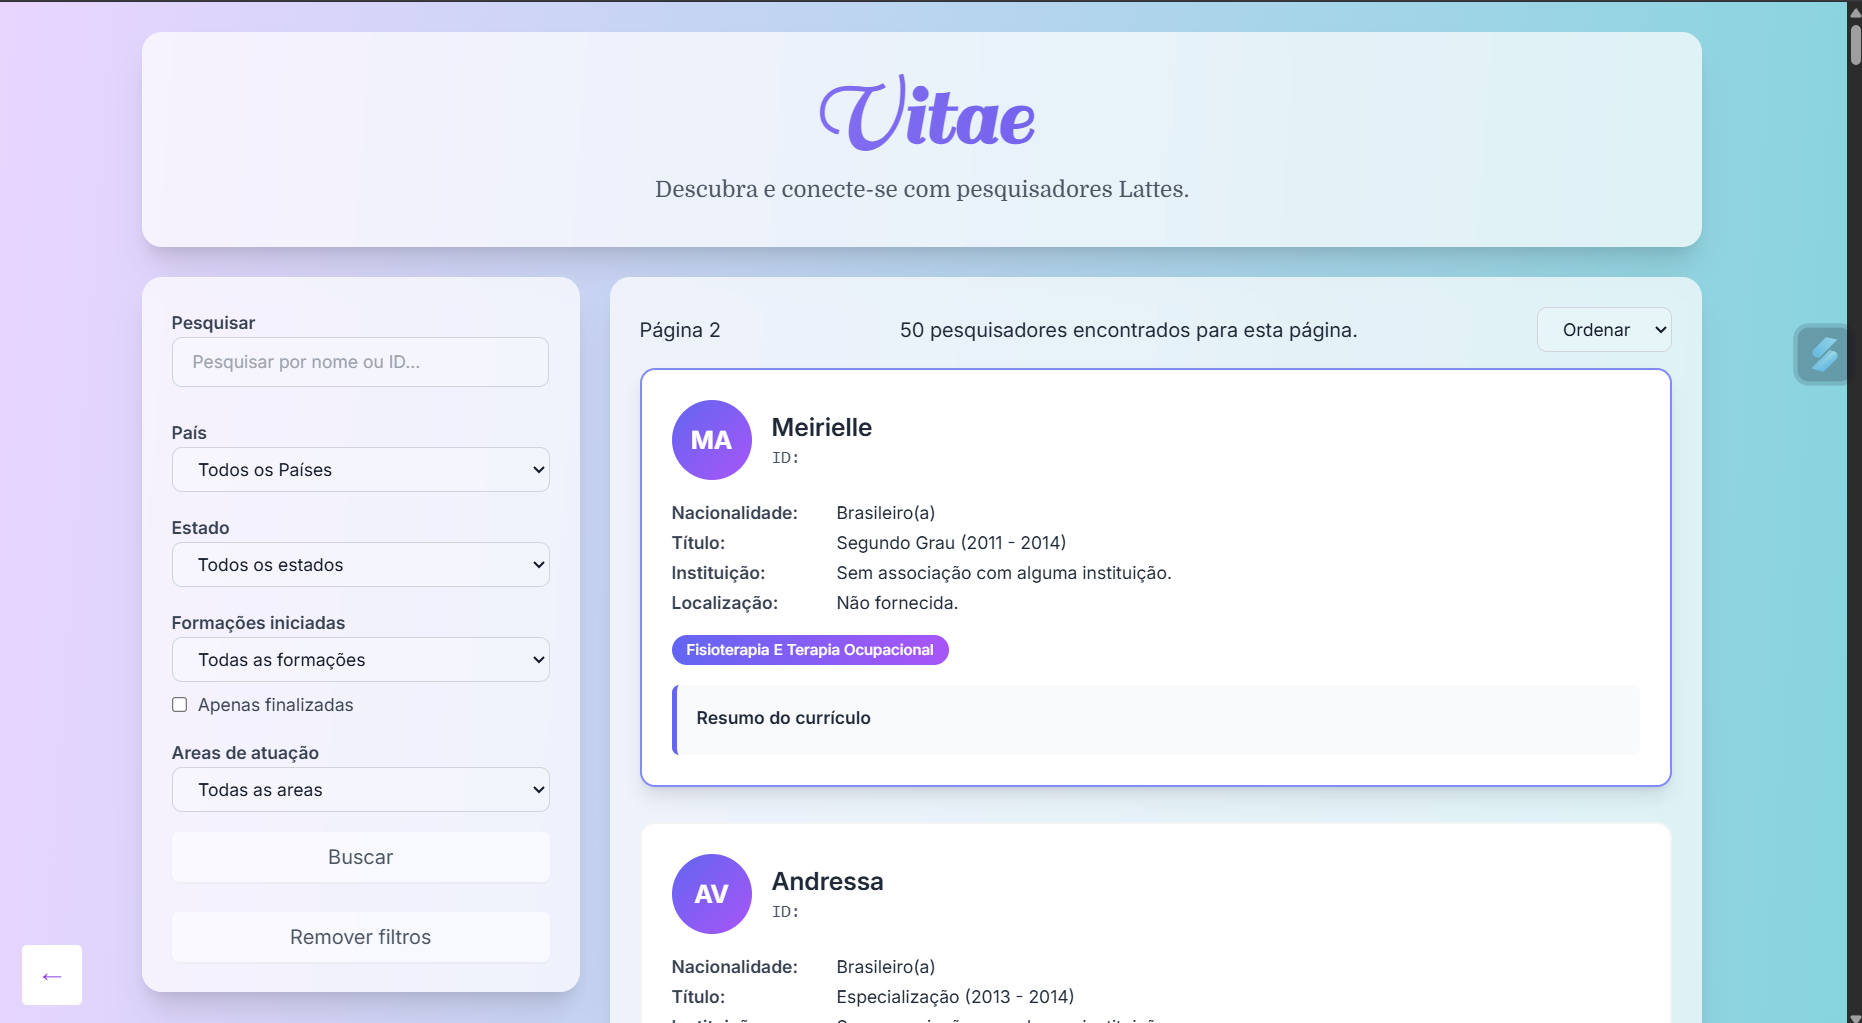 Vitae
Descubra e conecte-se com pesquisadores Lattes.
Pesquisar
Pesquisar por nome ou ID...
País
Todos os Países
Estado
Todos os estados
Formações iniciadas
Todas as formações
Apenas finalizadas
Areas de atuação
Todas as areas
Buscar
Remover filtros
←
Página 2
50 pesquisadores encontrados para esta página.
Ordenar
MA
Meirielle
ID:
Nacionalidade: Brasileiro(a)
Título: Segundo Grau (2011 - 2014)
Instituição: Sem associação com alguma instituição.
Localização: Não fornecida.
Fisioterapia E Terapia Ocupacional
Resumo do currículo
AV
Andressa
ID:
Nacionalidade: Brasileiro(a)
Título: Especialização (2013 - 2014)